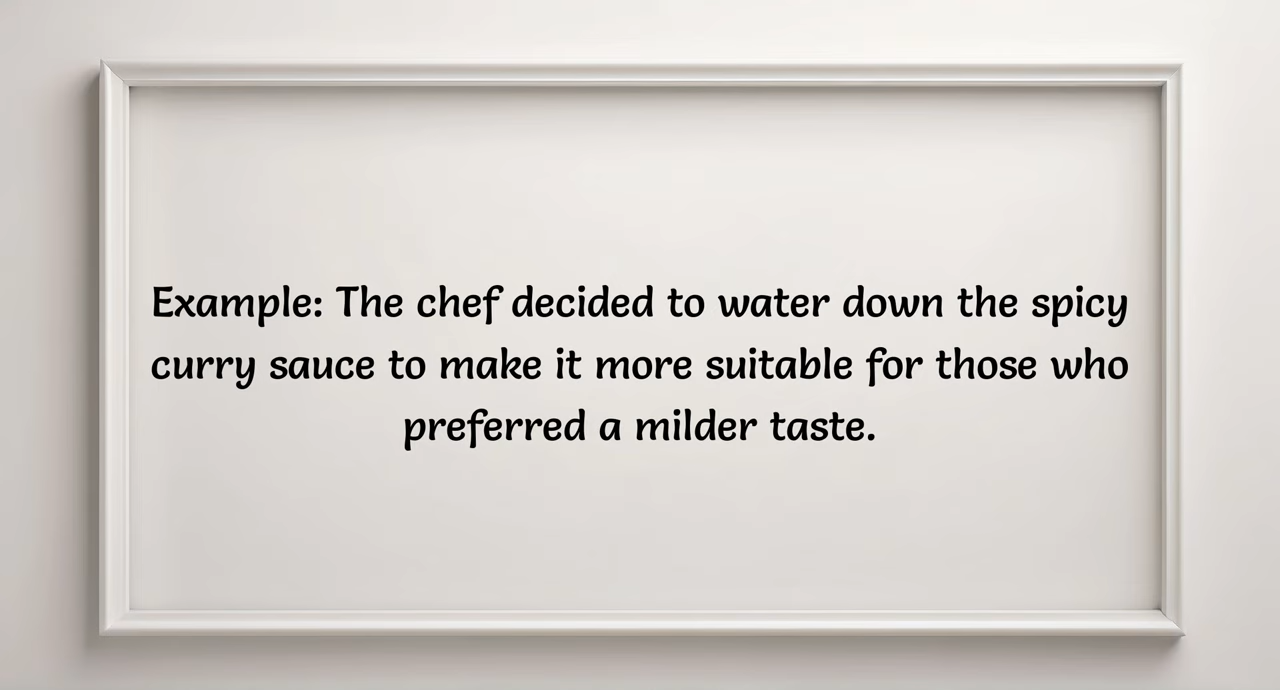 Example: The chef decided to water down the spicy
curry sauce to make it more suitable for those who
preferred a milder taste.